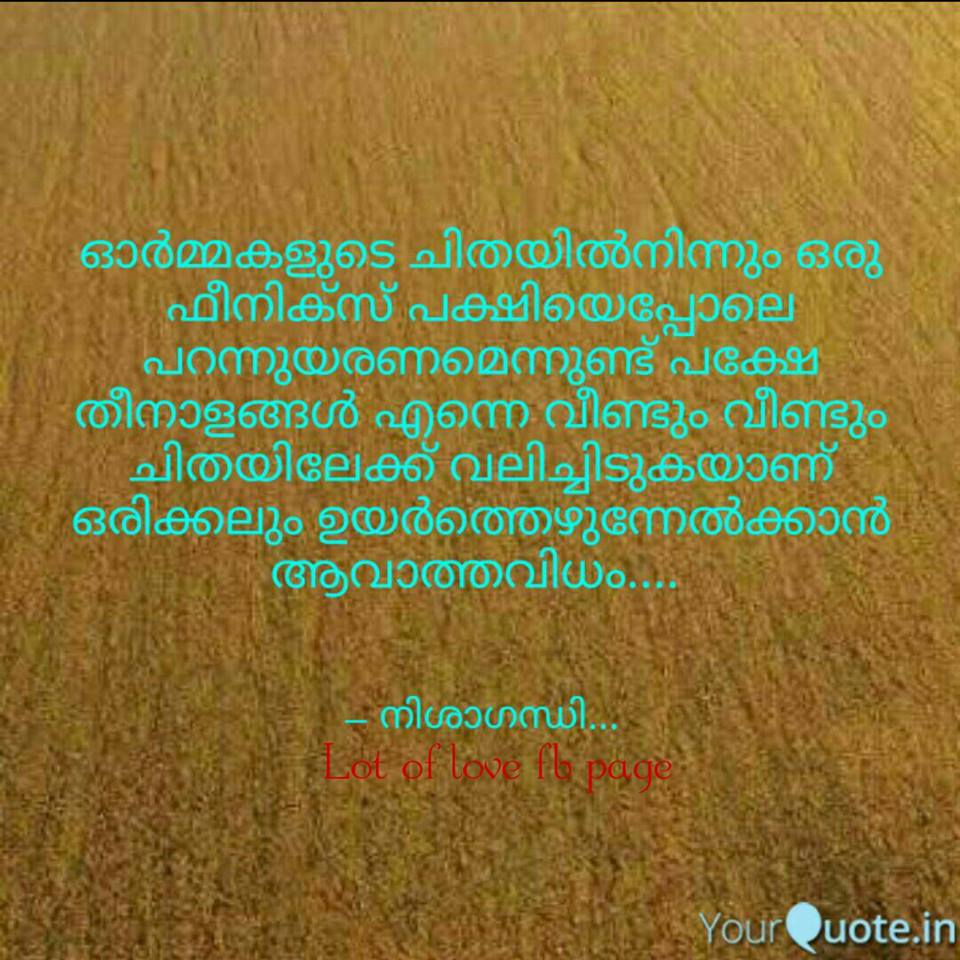 ഓർമ്മകളുടെ ചിതയിൽനിന്നും ഒരു
ഫീനിക്സ് പക്ഷിയെപ്പോലെ
പറന്നുയരണമെന്നുണ്ട് പക്ഷേ
തീനാളങ്ങൾ എന്നെ വീണ്ടും വീണ്ടും
ചിതയിലേക്ക് വലിച്ചിടുകയാണ്
ഒരിക്കലും ഉയർത്തെഴുന്നേൽക്കാൻ
ആവാത്തവിധം....
– നിശാഗന്ധി...
Lot of love fb page
YourQuote.in